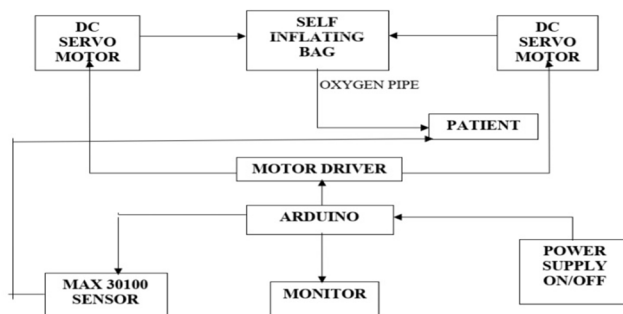 DC
SERVO
MOTOR
SELF
INFLATING
BAG
DC
SERVO
MOTOR
OXYGEN PIPE
PATIENT
MOTOR DRIVER
ARDUINO
MAX 30100
SENSOR
MONITOR
POWER
SUPPLY
ON/OFF